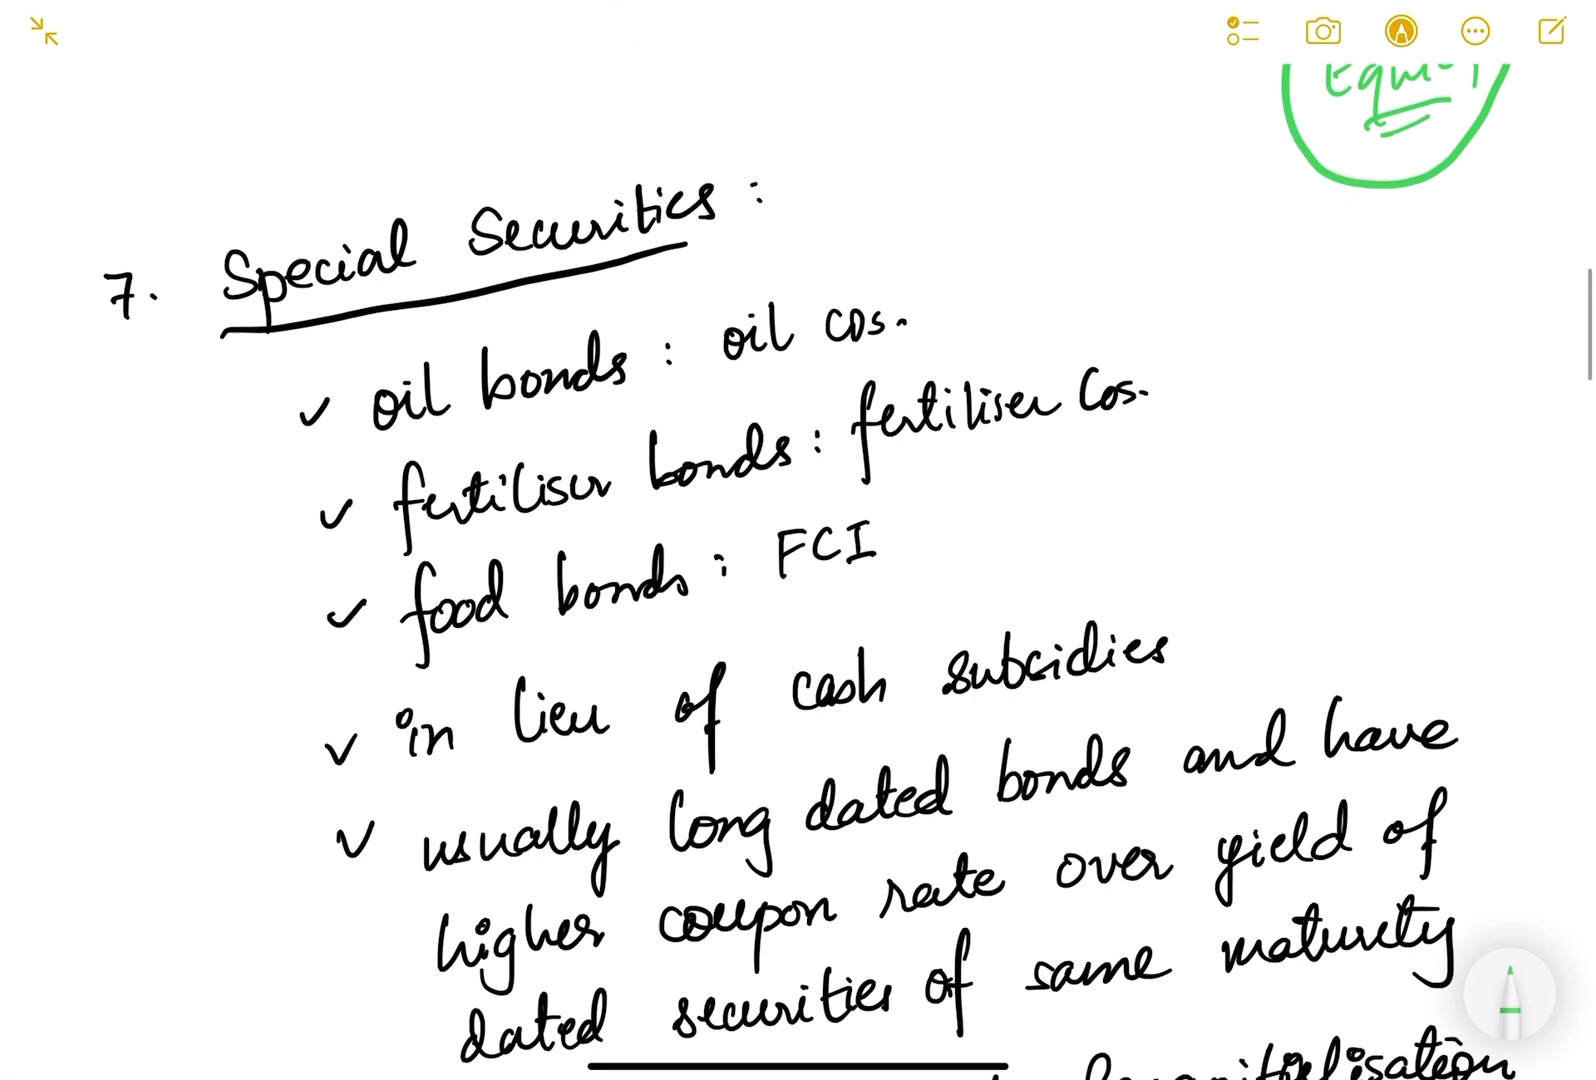 7. Special Securities :
✓ oil bonds : oil cos.
✓ fertiliser bonds : fertiliser Cos.
✓ food bonds : FCI
✓ in lieu of cash subsidies
✓ usually long dated bonds and have
higher coupon rate over yield of
dated securities of same maturity